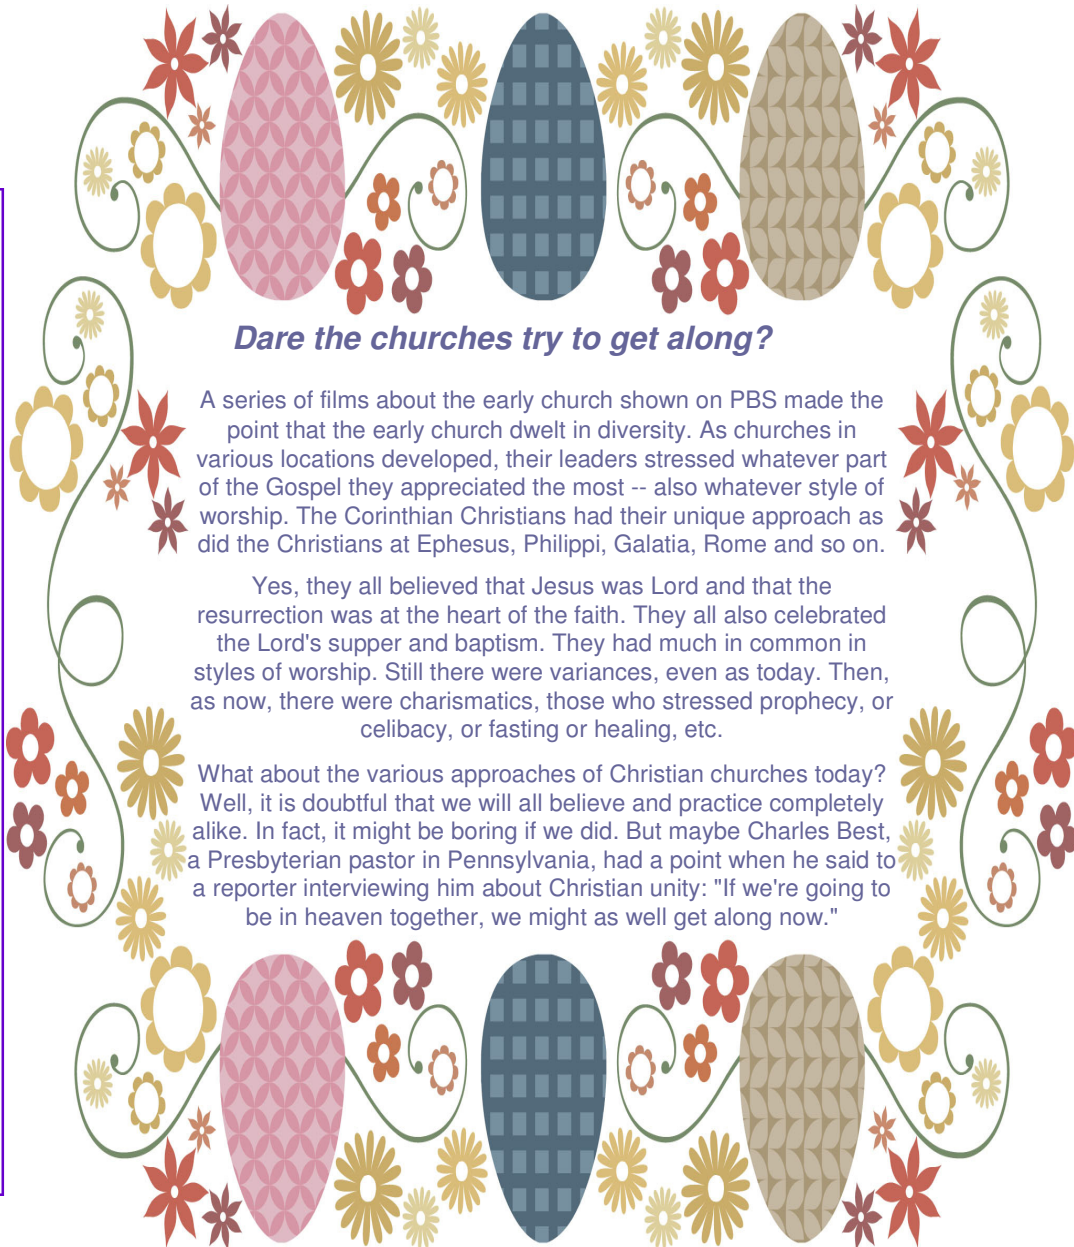 Dare the churches try to get along?
A series of films about the early church shown on PBS made the
point that the early church dwelt in diversity. As churches in
various locations developed, their leaders stressed whatever part
of the Gospel they appreciated the most -- also whatever style of
worship. The Corinthian Christians had their unique approach as
did the Christians at Ephesus, Philippi, Galatia, Rome and so on.
Yes, they all believed that Jesus was Lord and that the
resurrection was at the heart of the faith. They all also celebrated
the Lord's supper and baptism. They had much in common in
styles of worship. Still there were variances, even as today. Then,
as now, there were charismatics, those who stressed prophecy, or
celibacy, or fasting or healing, etc.
What about the various approaches of Christian churches today?
Well, it is doubtful that we will all believe and practice completely
alike. In fact, it might be boring if we did. But maybe Charles Best,
a Presbyterian pastor in Pennsylvania, had a point when he said to
a reporter interviewing him about Christian unity: "If we're going to
be in heaven together, we might as well get along now."